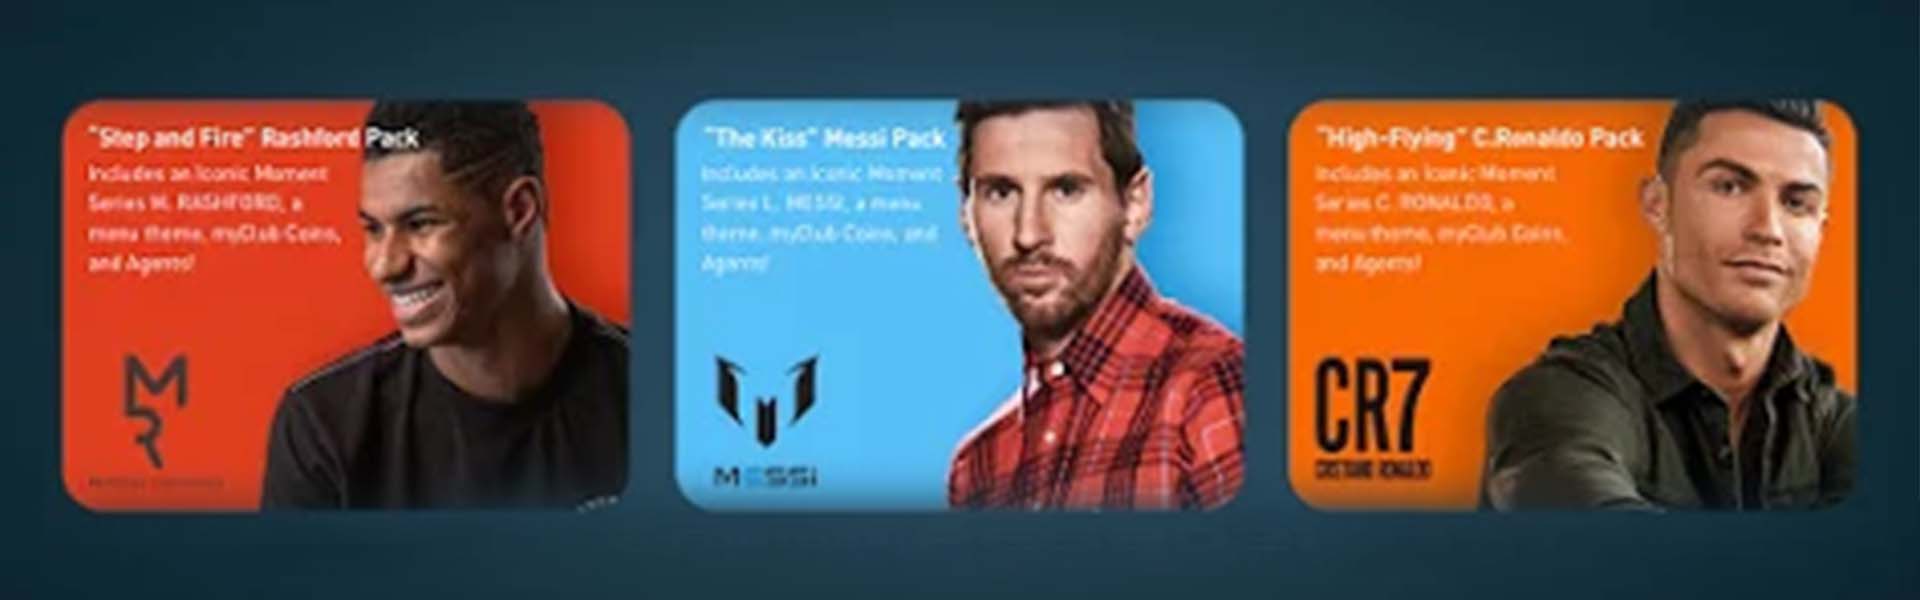 "Step and Fire" Rashford Pack
Includes an Iconic Moment
Series M. RASHFORD, a
menu theme, myClub Coins,
and Agents!
MR
"The Kiss" Messi Pack
Includes an Iconic Moment
Series L. MESSI, a menu
theme, myClub Coins, and
Agents!
MESSI
"High-Flying" C.Ronaldo Pack
Includes an Iconic Moment
Series C. RONALDO, a
menu theme, myClub Coins,
and Agents!
CR7
CRISTIANO RONALDO